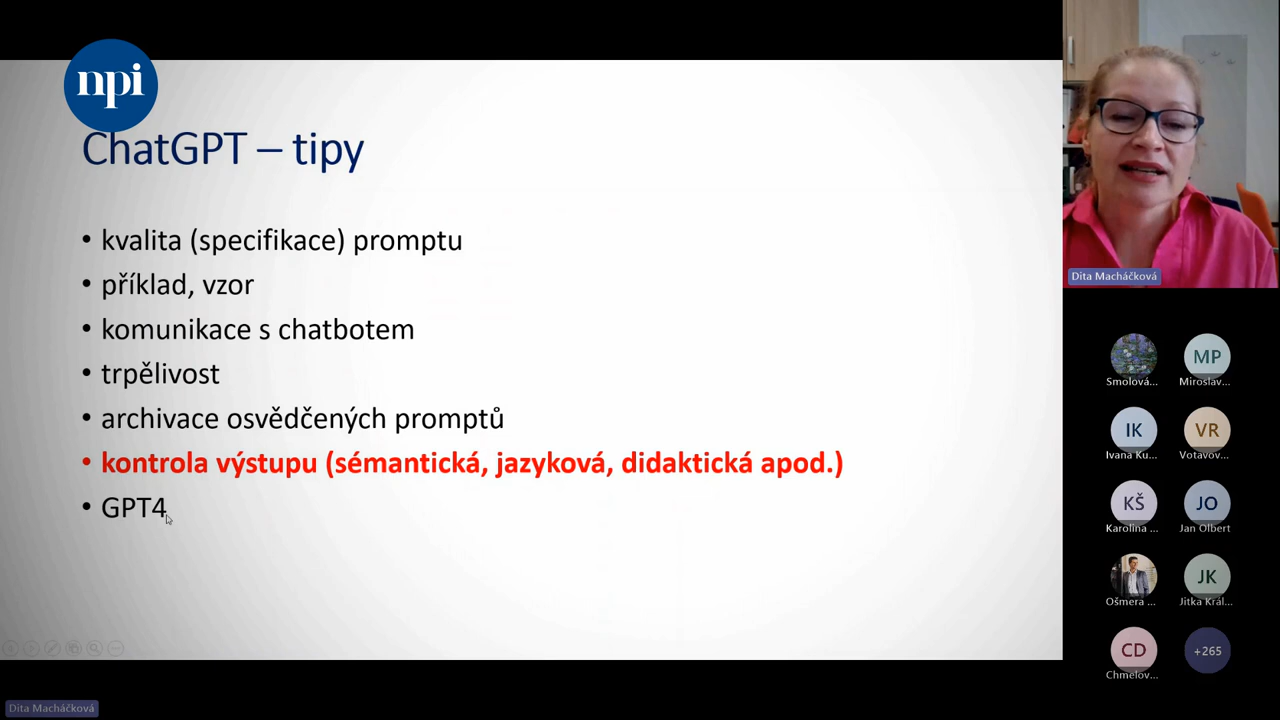 npi
ChatGPT – tipy
• kvalita (specifikace) promptu
• příklad, vzor
• komunikace s chatbotem
• trpělivost
• archivace osvědčených promptů
• kontrola výstupu (sémantická, jazyková, didaktická apod.)
• GPT4
Dita Macháčková
Smolová...
MP
Miroslav...
IK
Ivana Ku...
VR
Votavov...
KŠ
Karolína ...
JO
Jan Olbert
Ošmera ...
JK
Jitka Král...
CD
Chmelov...
+265
Dita Macháčková